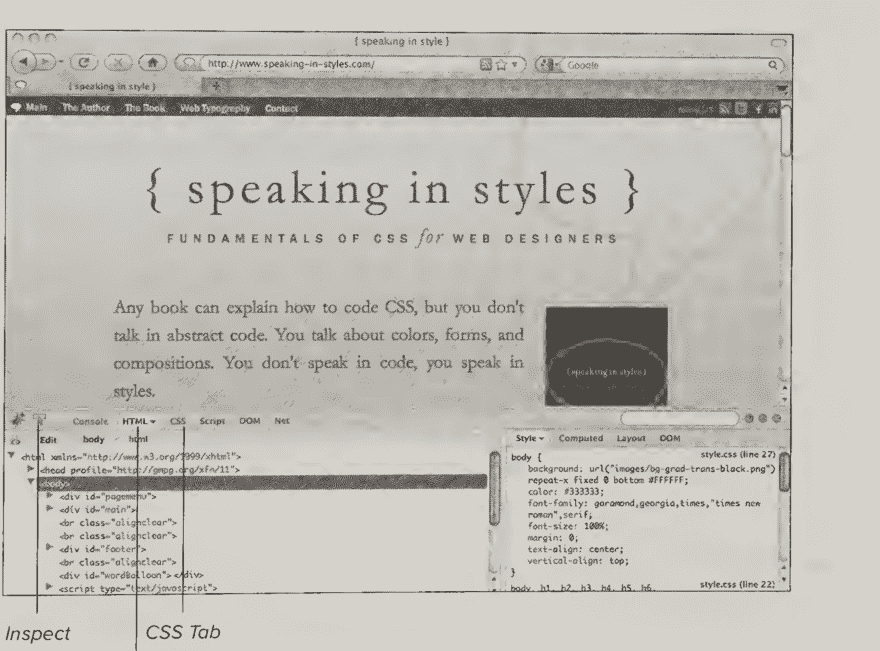 { speaking in style }
http://www.speaking-in-styles.com/
Google
{ speaking in style }
Main The Author The Book Web Typography Contact
{ speaking in styles }
FUNDAMENTALS OF CSS for WEB DESIGNERS
Any book can explain how to code CSS, but you don't
talk in abstract code. You talk about colors, forms, and
compositions. You don't speak in code, you speak in
styles.
{speaking in styles}
Console HTML CSS Script DOM Net
Edit body html
<html xmlns="http://www.w3.org/1999/xhtml">
<head profile="http://gmpg.org/xfn/11">
<body>
<div id="pagemenu">
<div id="main">
<br class="alignclear">
<br class="alignclear">
<div id="footer">
<br class="alignclear">
<div id="wordBalloon"></div>
<script type="text/javascript">
Style Computed Layout DOM
body { style.css (line 27)
background: url("images/bg-grad-trans-black.png")
repeat-x fixed 0 bottom #FFFFFF;
color: #333333;
font-family: garamond,georgia,times,"times new
roman",serif;
font-size: 100%;
margin: 0;
text-align: center;
vertical-align: top;
}
body, h1, h2, h3, h4, h5, h6, style.css (line 22)
Inspect
CSS Tab